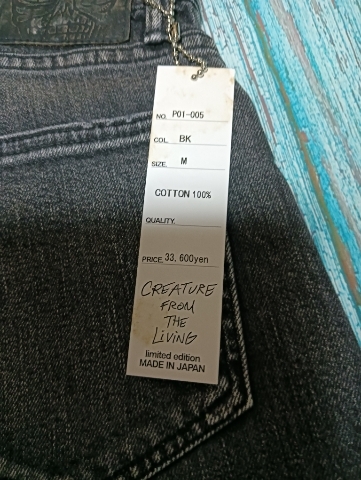 NO. P01-005
COL. BK
SIZE. M
COTTON 100%
QUALITY.
PRICE. 33,600yen
CREATURE
FROM
THE
LIVING
limited edition
MADE IN JAPAN